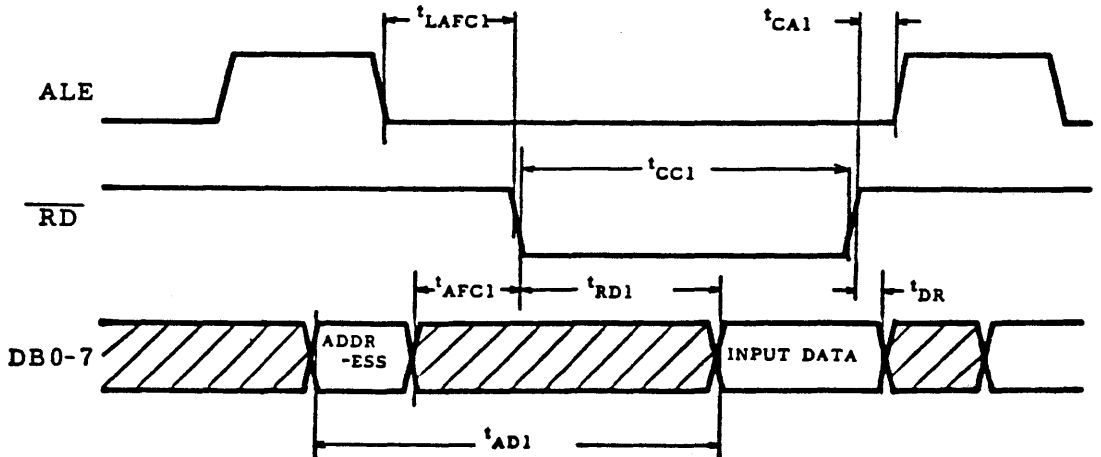 tLAFC1
tCA1
ALE
tCC1
RD
tAFC1
tRD1
tDR
DB0-7
ADDR
-ESS
INPUT DATA
tAD1